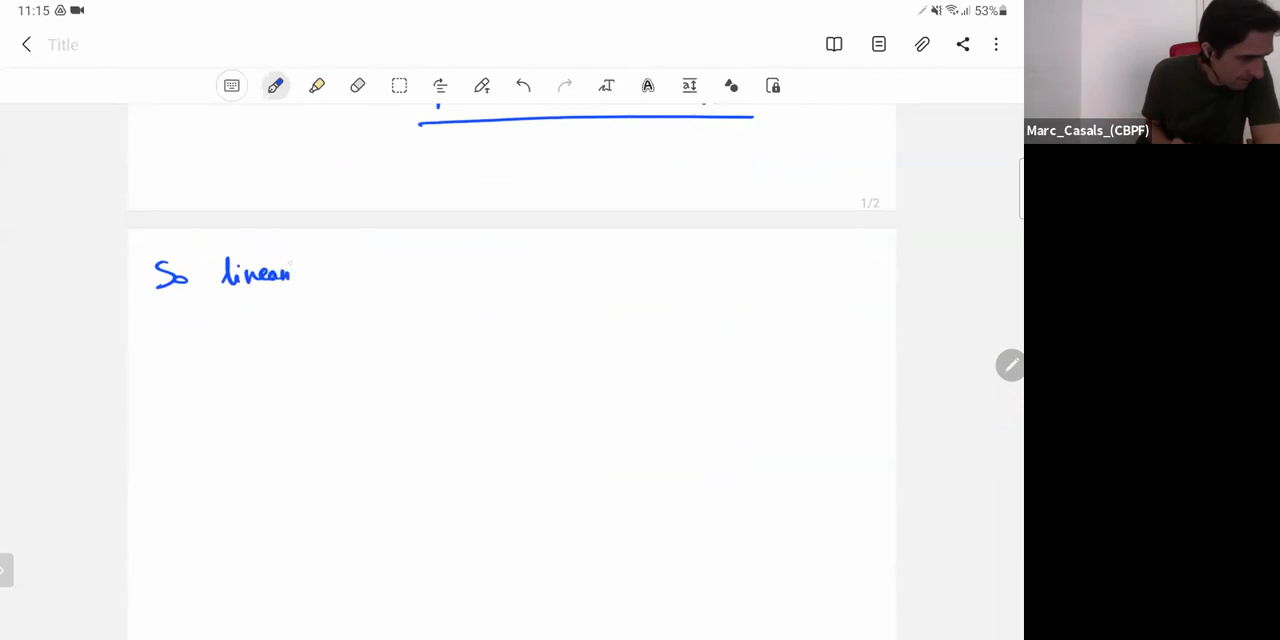 11:15 53%
Title
Marc_Casals_(CBPF)
1/2
So linear